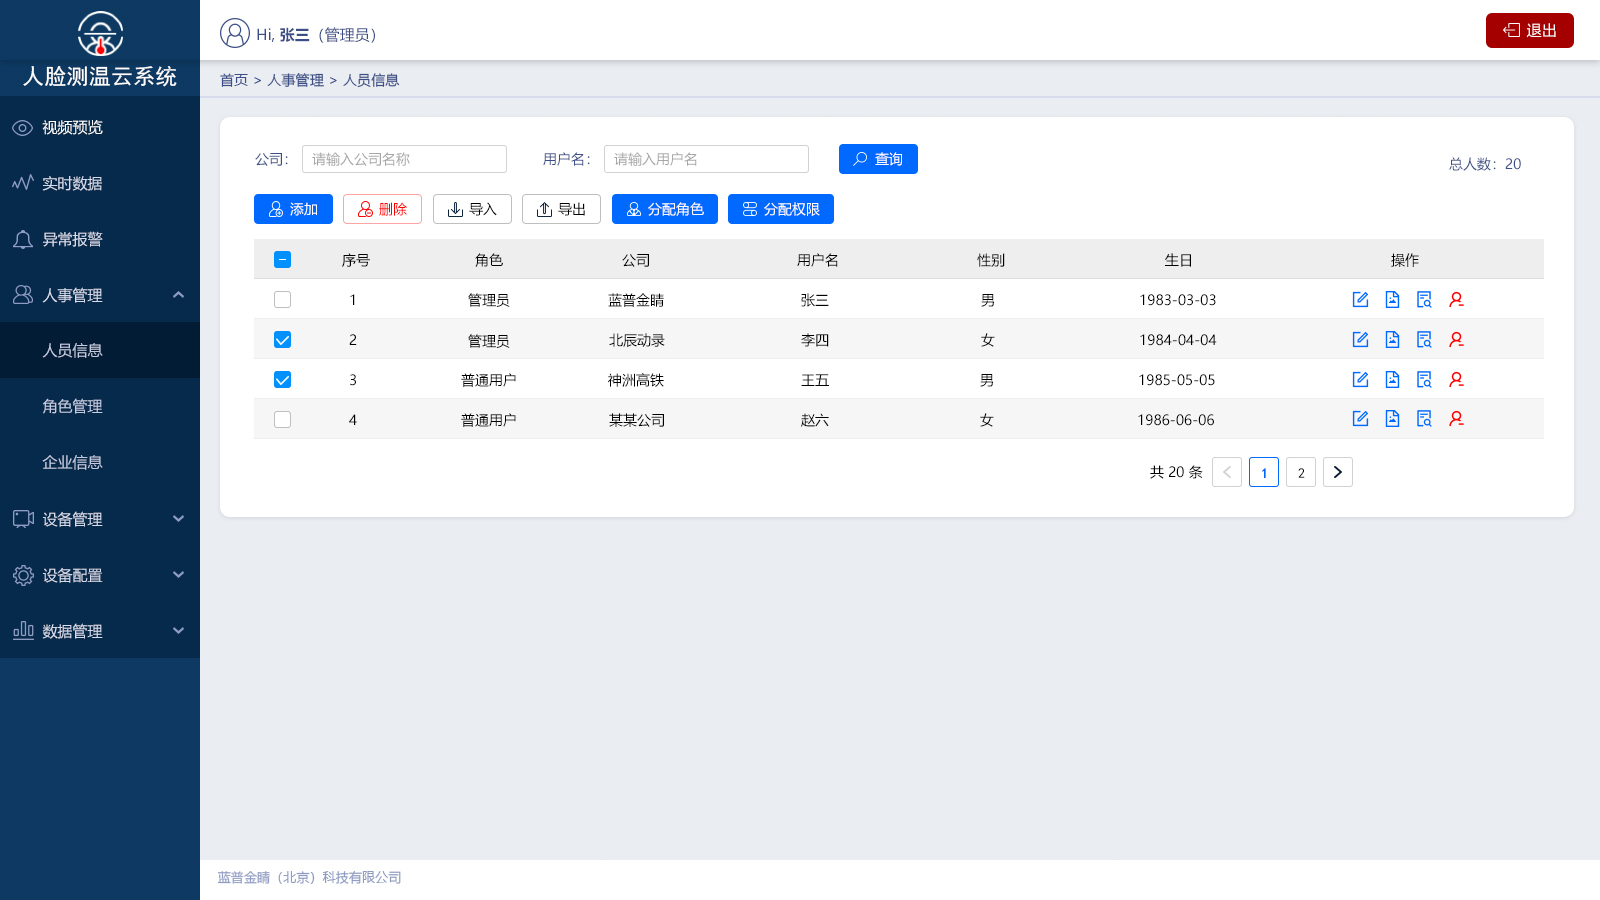 人脸测温云系统
视频预览
实时数据
异常报警
人事管理
人员信息
角色管理
企业信息
设备管理
设备配置
数据管理
Hi, 张三（管理员）
退出
首页 > 人事管理 > 人员信息
公司： 请输入公司名称 用户名： 请输入用户名 查询
总人数：20
添加 删除 导入 导出 分配角色 分配权限
序号 角色 公司 用户名 性别 生日 操作
1 管理员 蓝普金睛 张三 男 1983-03-03
2 管理员 北辰动录 李四 女 1984-04-04
3 普通用户 神洲高铁 王五 男 1985-05-05
4 普通用户 某某公司 赵六 女 1986-06-06
共 20 条 1 2
蓝普金睛（北京）科技有限公司